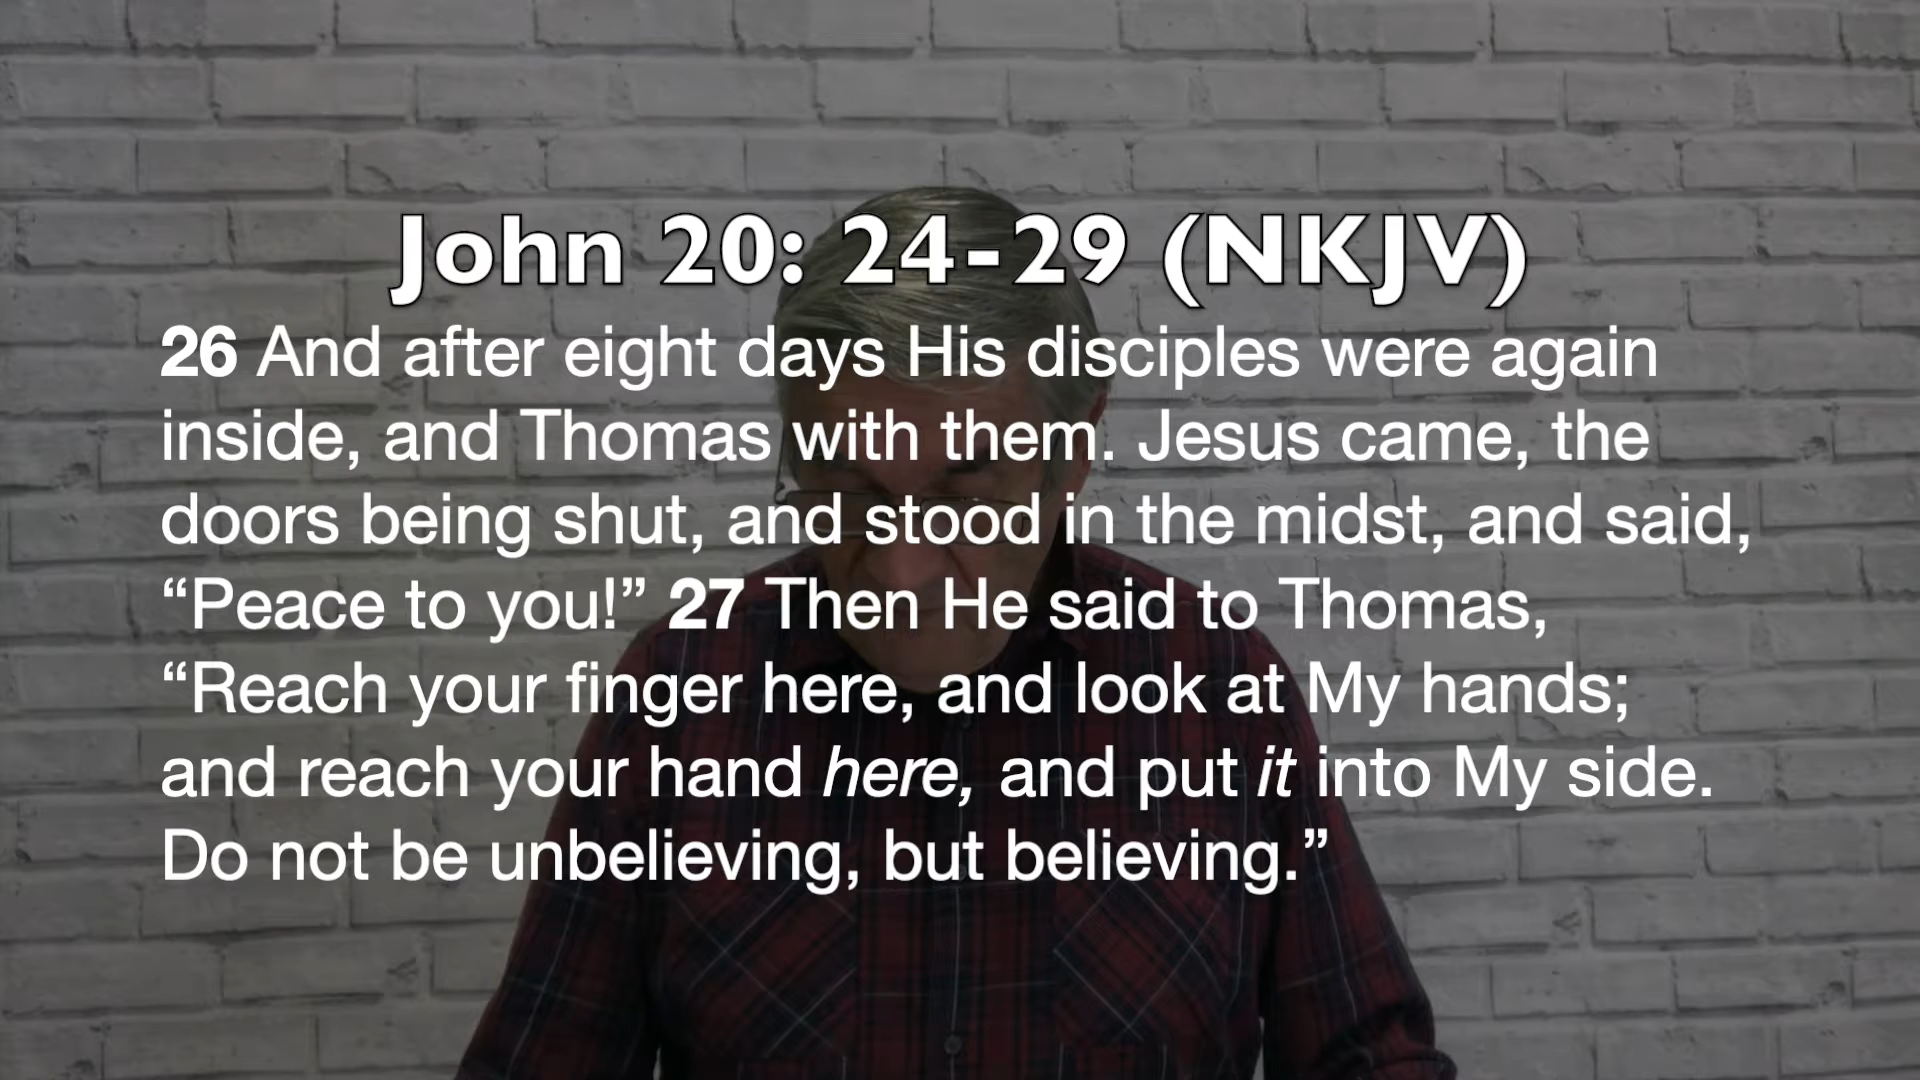 John 20: 24-29 (NKJV)
26 And after eight days His disciples were again
inside, and Thomas with them. Jesus came, the
doors being shut, and stood in the midst, and said,
“Peace to you!” 27 Then He said to Thomas,
“Reach your finger here, and look at My hands;
and reach your hand here, and put it into My side.
Do not be unbelieving, but believing.”